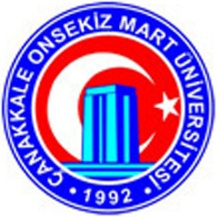 ÇANAKKALE ONSEKİZ MART ÜNİVERSİTESİ
• 1992 •